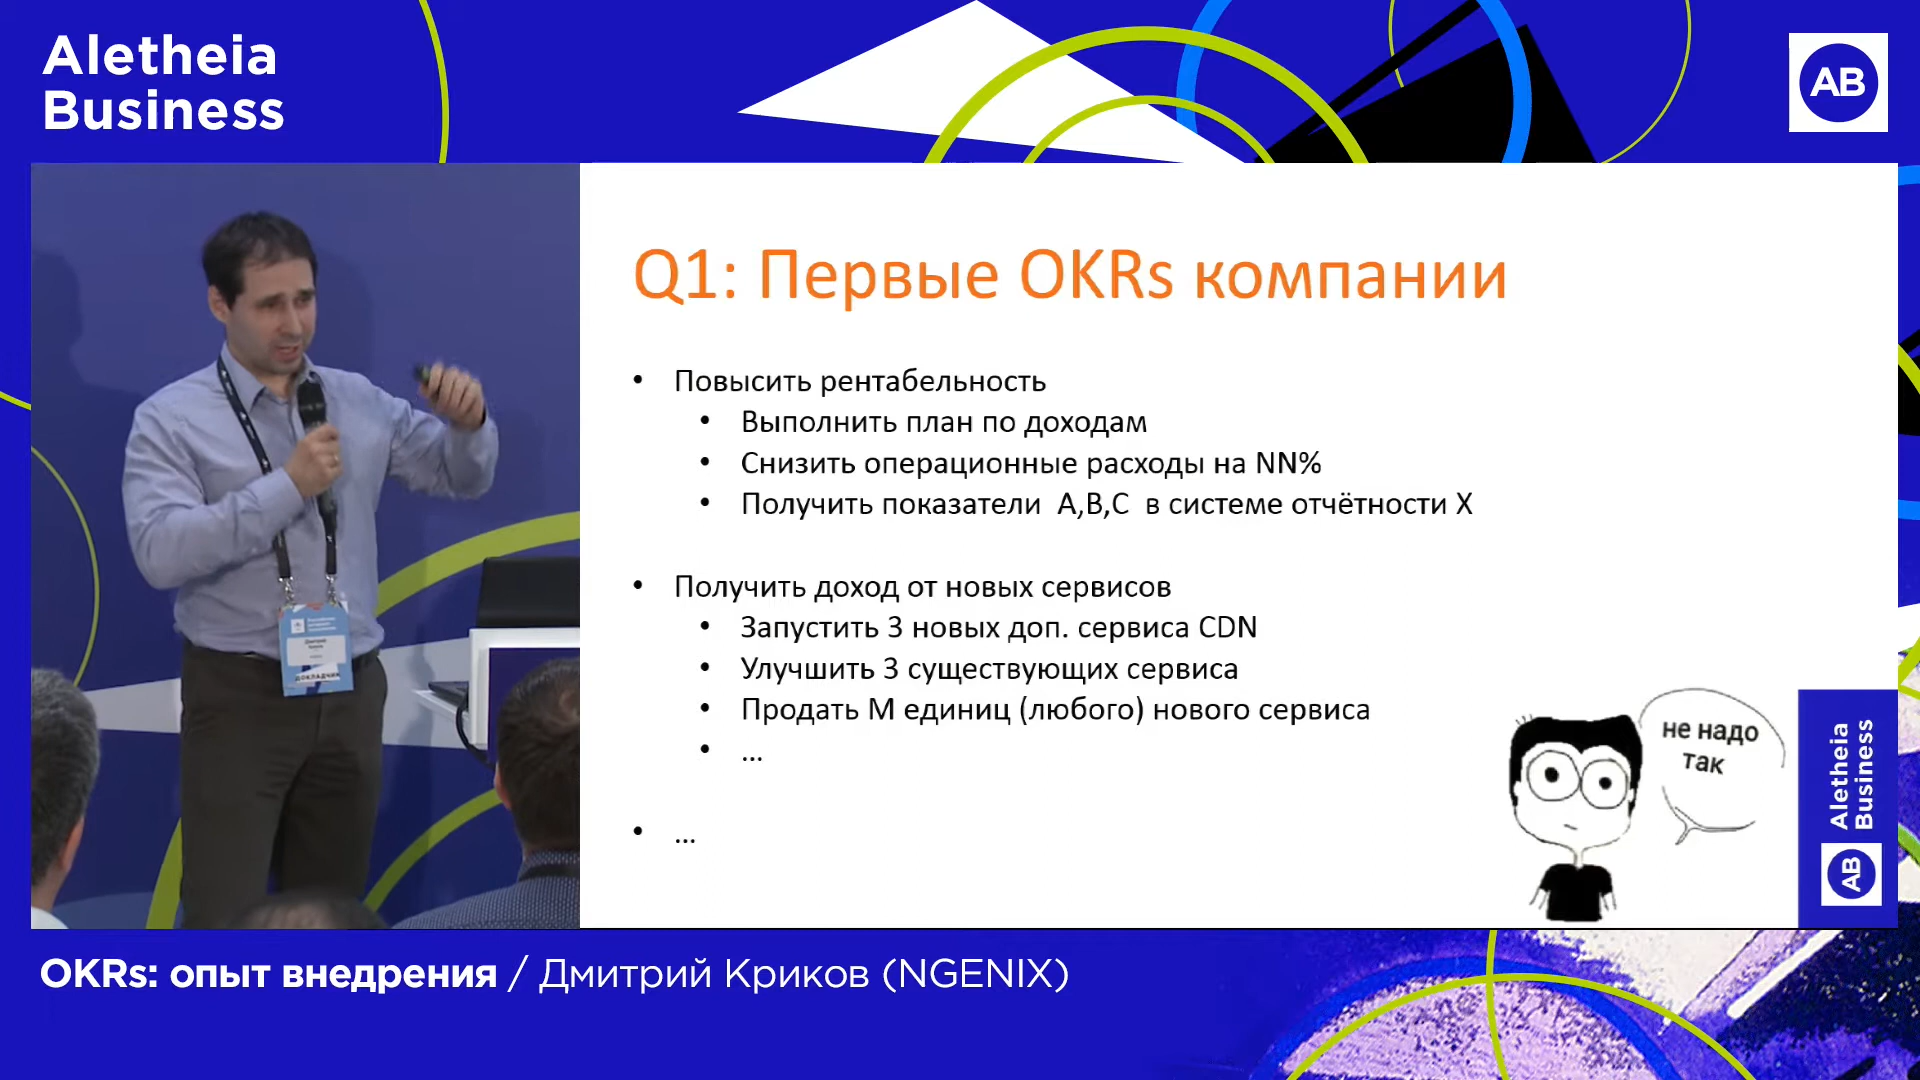 Aletheia
Business
AB
Q1: Первые OKRs компании
• Повысить рентабельность
• Выполнить план по доходам
• Снизить операционные расходы на NN%
• Получить показатели A,B,C в системе отчётности X
• Получить доход от новых сервисов
• Запустить 3 новых доп. сервиса CDN
• Улучшить 3 существующих сервиса
• Продать M единиц (любого) нового сервиса
• ...
• ...
не надо
так
Aletheia
Business
AB
Дмитрий
ДОКЛАДЧИК
OKRs: опыт внедрения / Дмитрий Криков (NGENIX)